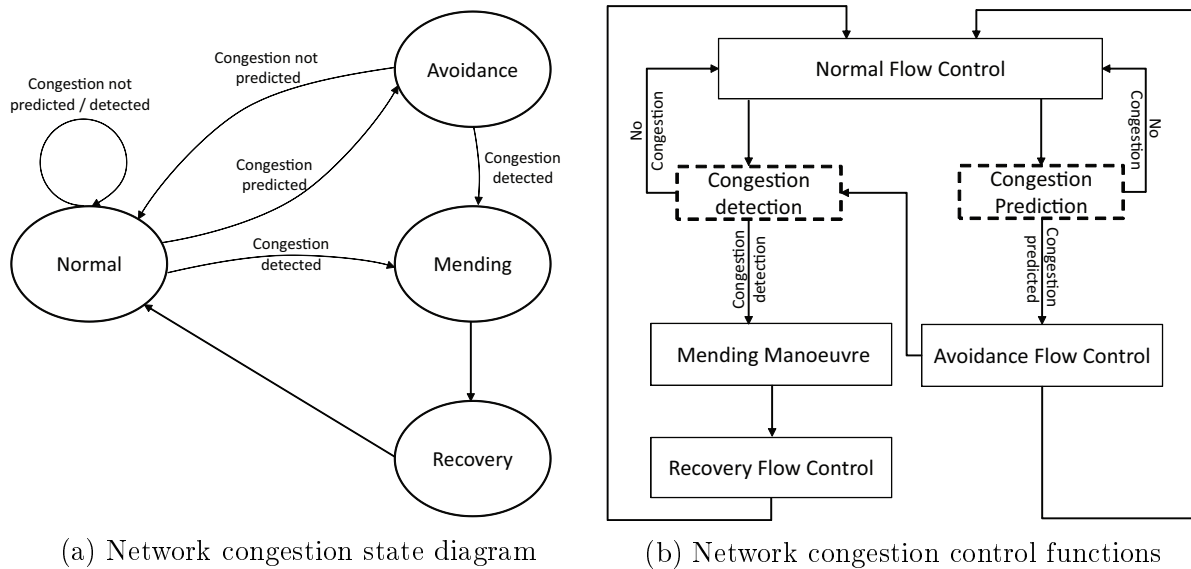 Congestion not
predicted / detected
Congestion not
predicted
Avoidance
Congestion
predicted
Congestion
detected
Normal
Congestion
detected
Mending
Recovery
(a) Network congestion state diagram
Normal Flow Control
No
Congestion
No
Congestion
Congestion
detection
Congestion
Prediction
Congestion
detection
Congestion
predicted
Mending Manoeuvre
Avoidance Flow Control
Recovery Flow Control
(b) Network congestion control functions